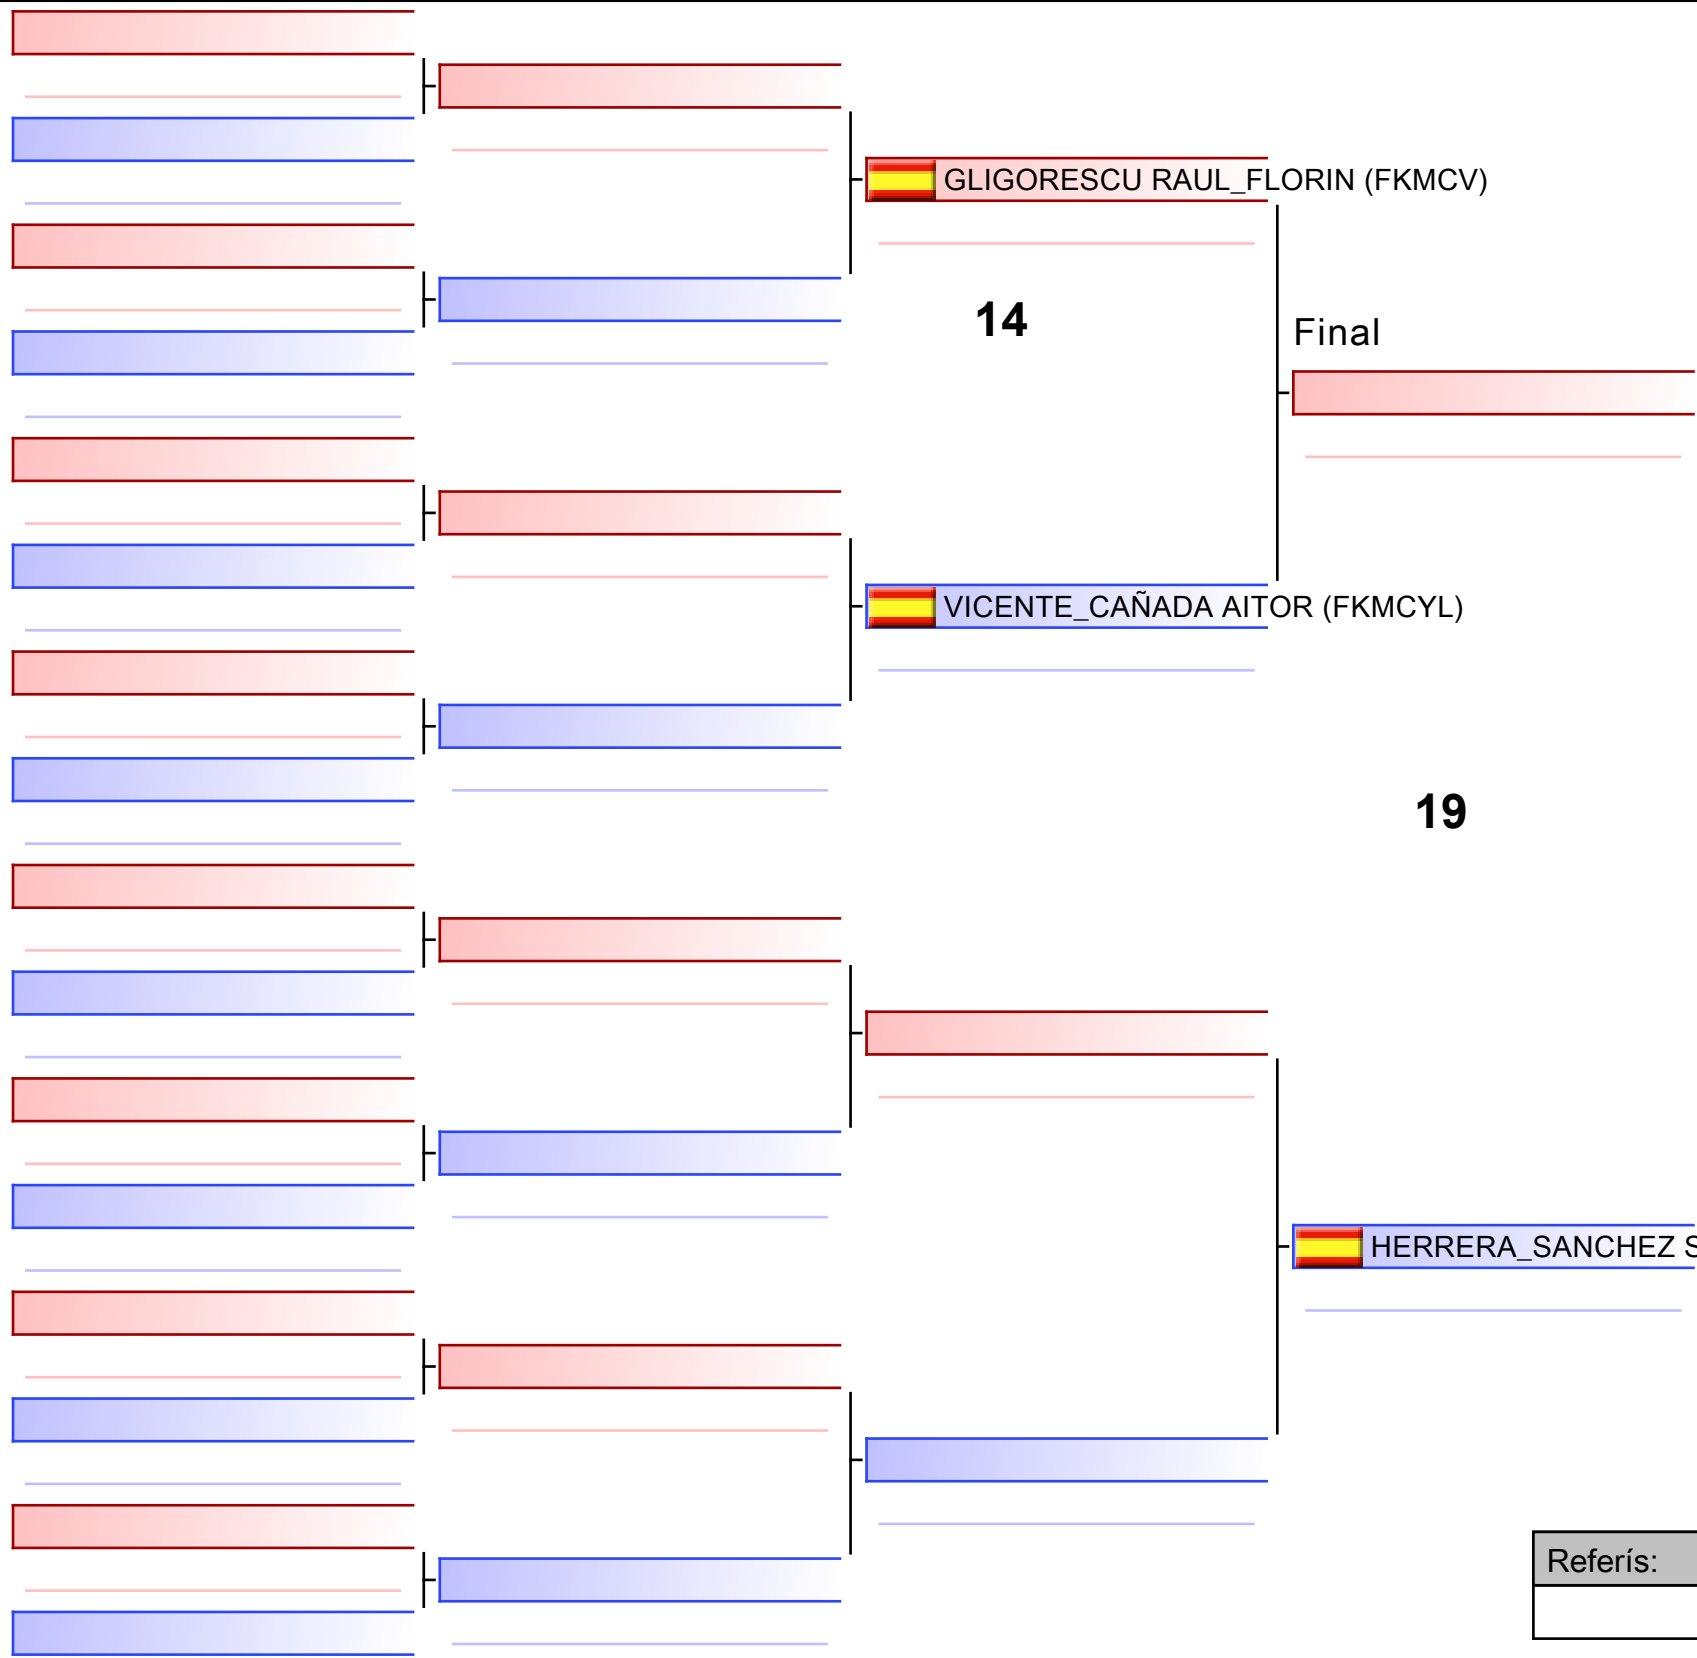 GLIGORESCU RAUL_FLORIN (FKMCV)
14
Final
VICENTE_CAÑADA AITOR (FKMCYL)
19
HERRERA_SANCHEZ S
Referís: